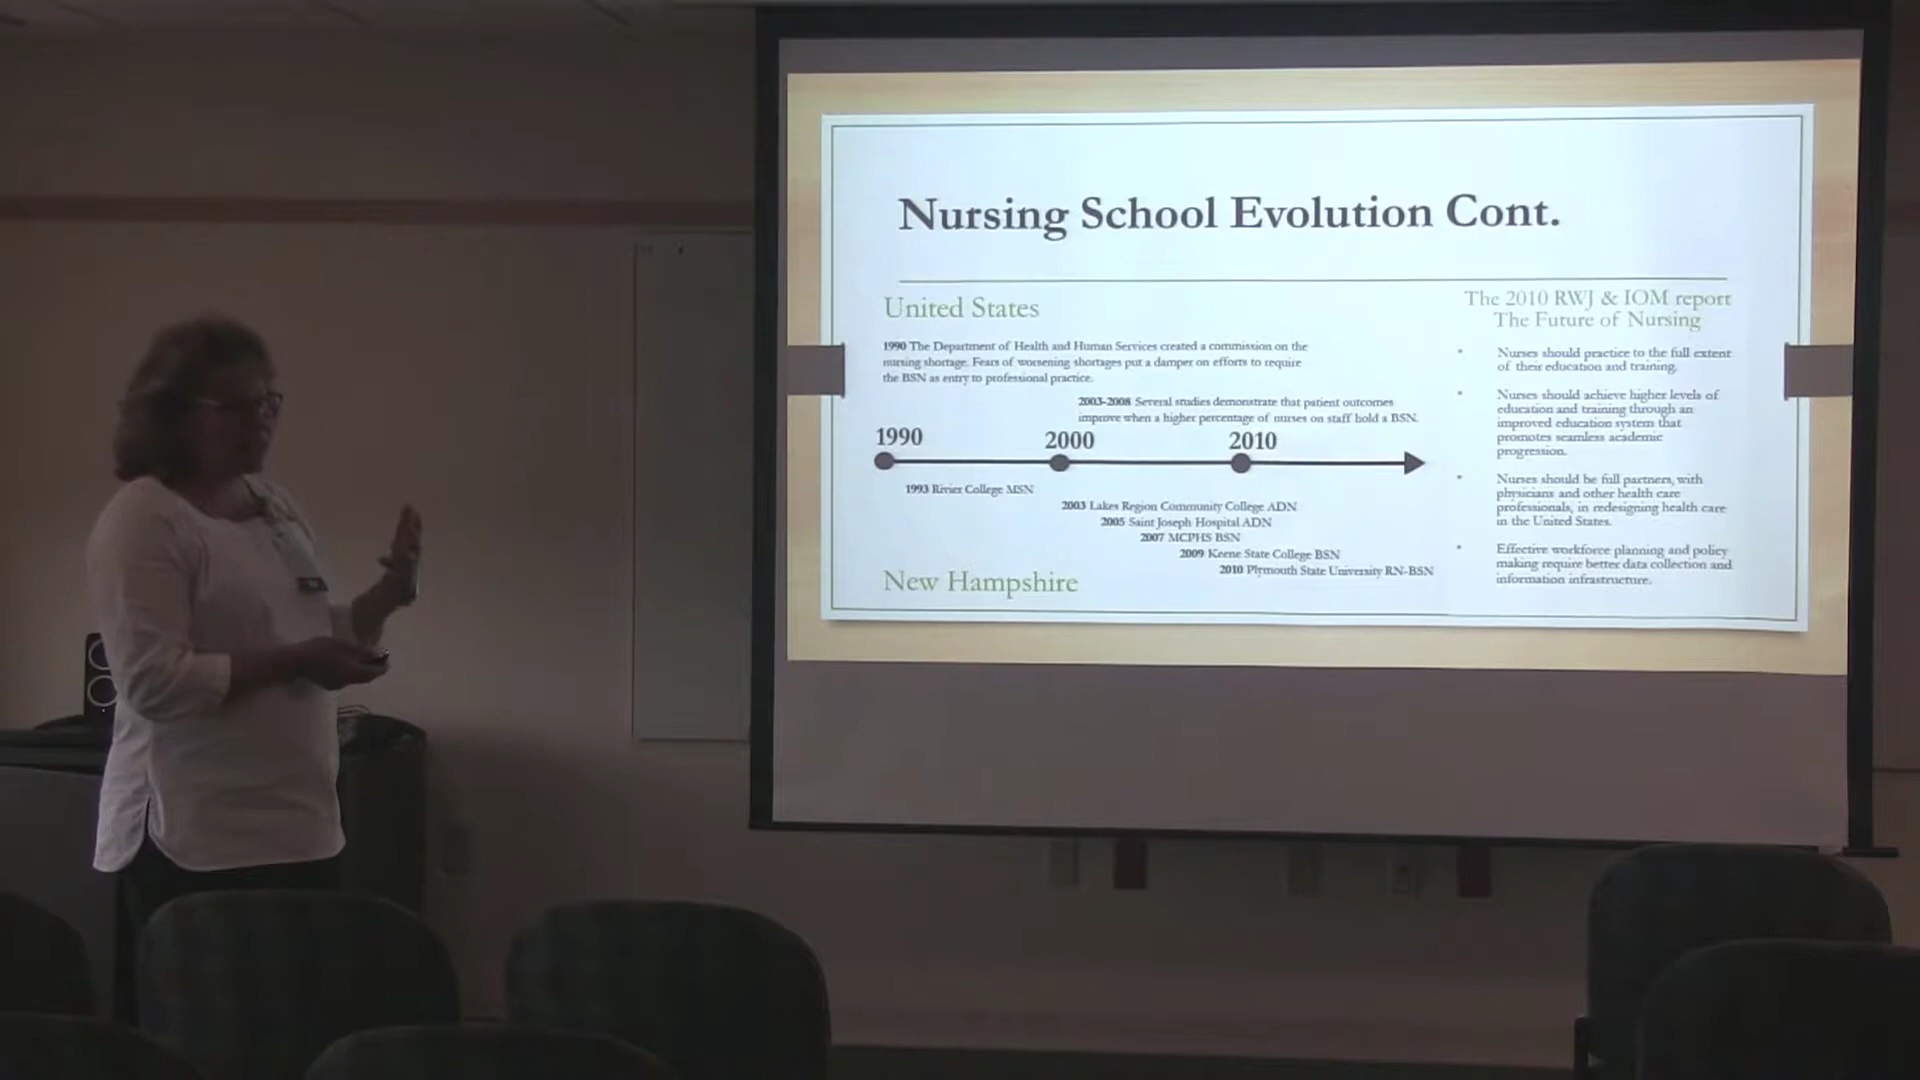 Nursing School Evolution Cont.
United States
1990 The Department of Health and Human Services created a commission on the
nursing shortage. Fears of worsening shortages put a damper on efforts to require
the BSN as entry to professional practice.
2003-2008 Several studies demonstrate that patient outcomes
improve when a higher percentage of nurses on staff hold a BSN.
1990 2000 2010
1993 Rivier College MSN
2003 Lakes Region Community College ADN
2005 Saint Joseph Hospital ADN
2007 MCPHS BSN
2009 Keene State College BSN
2010 Plymouth State University RN-BSN
New Hampshire
The 2010 RWJ & IOM report
The Future of Nursing
• Nurses should practice to the full extent
of their education and training.
• Nurses should achieve higher levels of
education and training through an
improved education system that
promotes seamless academic
progression.
• Nurses should be full partners, with
physicians and other health care
professionals, in redesigning health care
in the United States.
• Effective workforce planning and policy
making require better data collection and
information infrastructure.